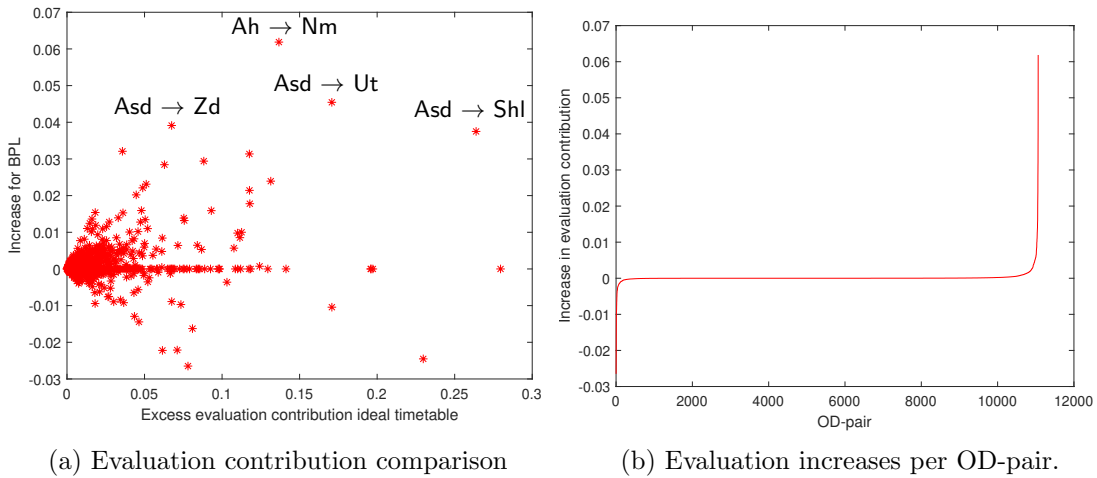 0.07
0.06
0.05
0.04
0.03
0.02
0.01
0
-0.01
-0.02
-0.03
Increase for BPL
Ah → Nm
Asd → Ut
Asd → Zd
Asd → Shl
0 0.05 0.1 0.15 0.2 0.25 0.3
Excess evaluation contribution ideal timetable
(a) Evaluation contribution comparison
0.07
0.06
0.05
0.04
0.03
0.02
0.01
0
-0.01
-0.02
-0.03
Increase in evaluation contribution
0 2000 4000 6000 8000 10000 12000
OD-pair
(b) Evaluation increases per OD-pair.